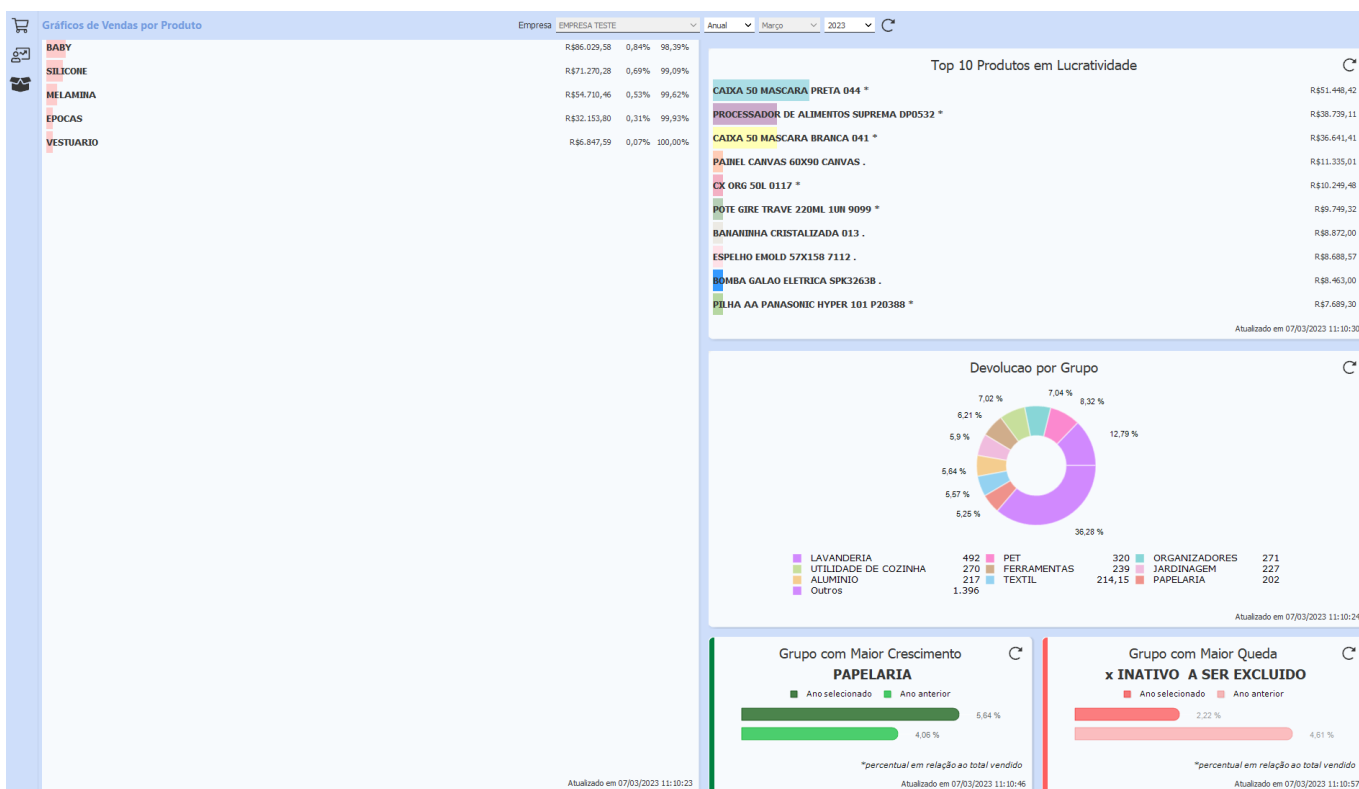 Gráficos de Vendas por Produto Empresa EMPRESA TESTE Anual Março 2023
BABY R$86.029,58 0,84% 98,39%
SILICONE R$71.270,28 0,69% 99,09%
MELAMINA R$54.710,46 0,53% 99,62%
EPOCAS R$32.153,80 0,31% 99,93%
VESTUARIO R$6.847,59 0,07% 100,00%
Atualizado em 07/03/2023 11:10:23
Top 10 Produtos em Lucratividade
CAIXA 50 MASCARA PRETA 044 * R$51.448,42
PROCESSADOR DE ALIMENTOS SUPREMA DP0532 * R$38.739,11
CAIXA 50 MASCARA BRANCA 041 * R$36.641,41
PAINEL CANVAS 60X90 CANVAS . R$11.335,01
CX ORG 50L 0117 * R$10.249,48
POTE GIRE TRAVE 220ML 1UN 9099 * R$9.749,32
BANANINHA CRISTALIZADA 013 . R$8.872,00
ESPELHO EMOLD 57X158 7112 . R$8.688,57
BOMBA GALAO ELETRICA SPK3263B . R$8.463,00
PILHA AA PANASONIC HYPER 101 P20388 * R$7.689,30
Atualizado em 07/03/2023 11:10:30
Devolucao por Grupo
7,02 % 7,04 % 8,32 %
6,21 %
5,9 % 12,79 %
5,64 %
5,57 %
5,25 %
36,28 %
LAVANDERIA 492 PET 320 ORGANIZADORES 271
UTILIDADE DE COZINHA 270 FERRAMENTAS 239 JARDINAGEM 227
ALUMINIO 217 TEXTIL 214,15 PAPELARIA 202
Outros 1.396
Atualizado em 07/03/2023 11:10:24
Grupo com Maior Crescimento
PAPELARIA
Ano selecionado Ano anterior
5,64 %
4,06 %
*percentual em relação ao total vendido
Atualizado em 07/03/2023 11:10:46
Grupo com Maior Queda
x INATIVO A SER EXCLUIDO
Ano selecionado Ano anterior
2,22 %
4,61 %
*percentual em relação ao total vendido
Atualizado em 07/03/2023 11:10:57